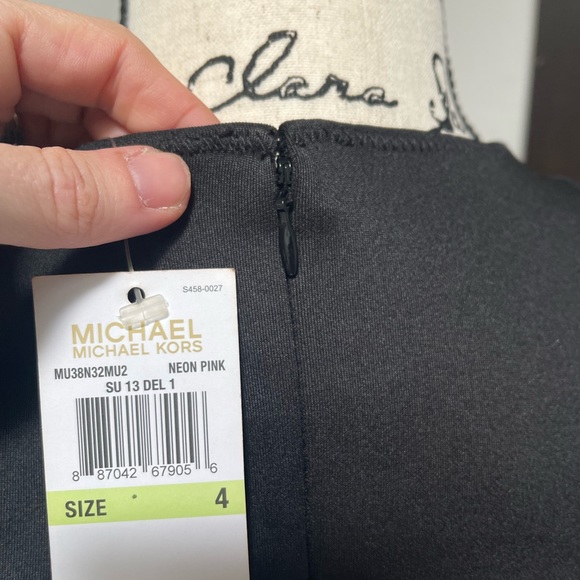 Clara
S458-0027
MICHAEL
MICHAEL KORS
MU38N32MU2 NEON PINK
SU 13 DEL 1
8 87042 67905 6
SIZE 4